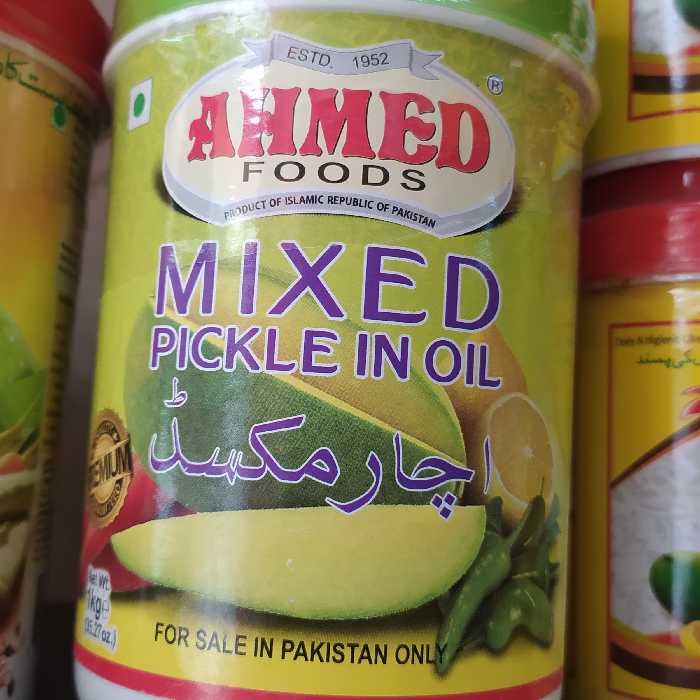 ESTD. 1952
AHMED ®
FOODS
PRODUCT OF ISLAMIC REPUBLIC OF PAKISTAN
MIXED
PICKLE IN OIL
اچار مکسڈ
PREMIUM
Net Wt.
1kg e
(35.27oz.)
FOR SALE IN PAKISTAN ONLY